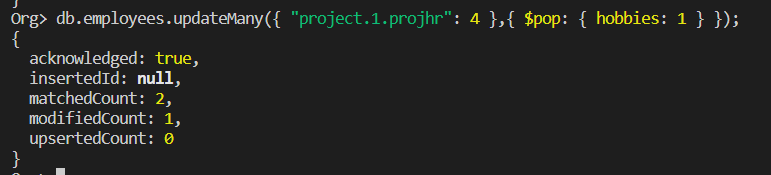 }
Org> db.employees.updateMany({ "project.1.projhr": 4 },{ $pop: { hobbies: 1 } });
{
  acknowledged: true,
  insertedId: null,
  matchedCount: 2,
  modifiedCount: 1,
  upsertedCount: 0
}